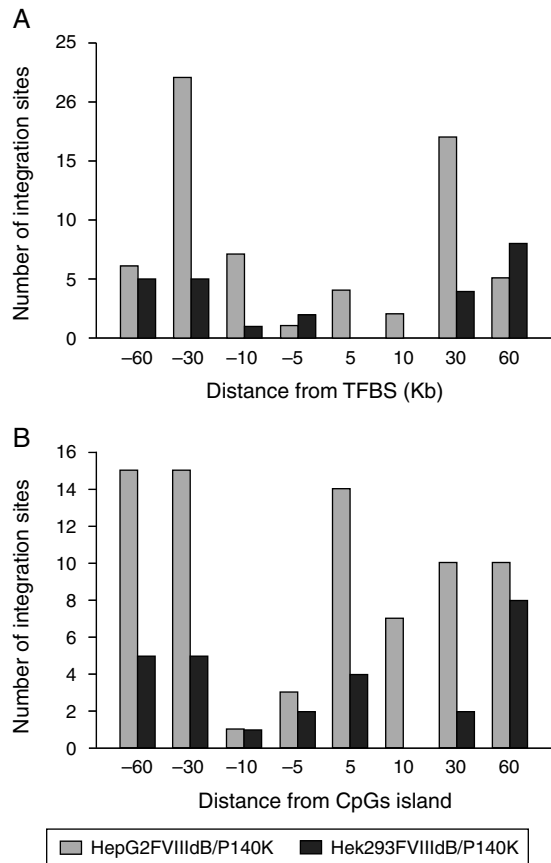 A
Number of integration sites
25
26
15
10
5
0
–60 –30 –10 –5 5 10 30 60
Distance from TFBS (Kb)
B
Number of integration sites
16
14
12
10
8
6
4
2
0
–60 –30 –10 –5 5 10 30 60
Distance from CpGs island
HepG2FVIIIdB/P140K Hek293FVIIIdB/P140K